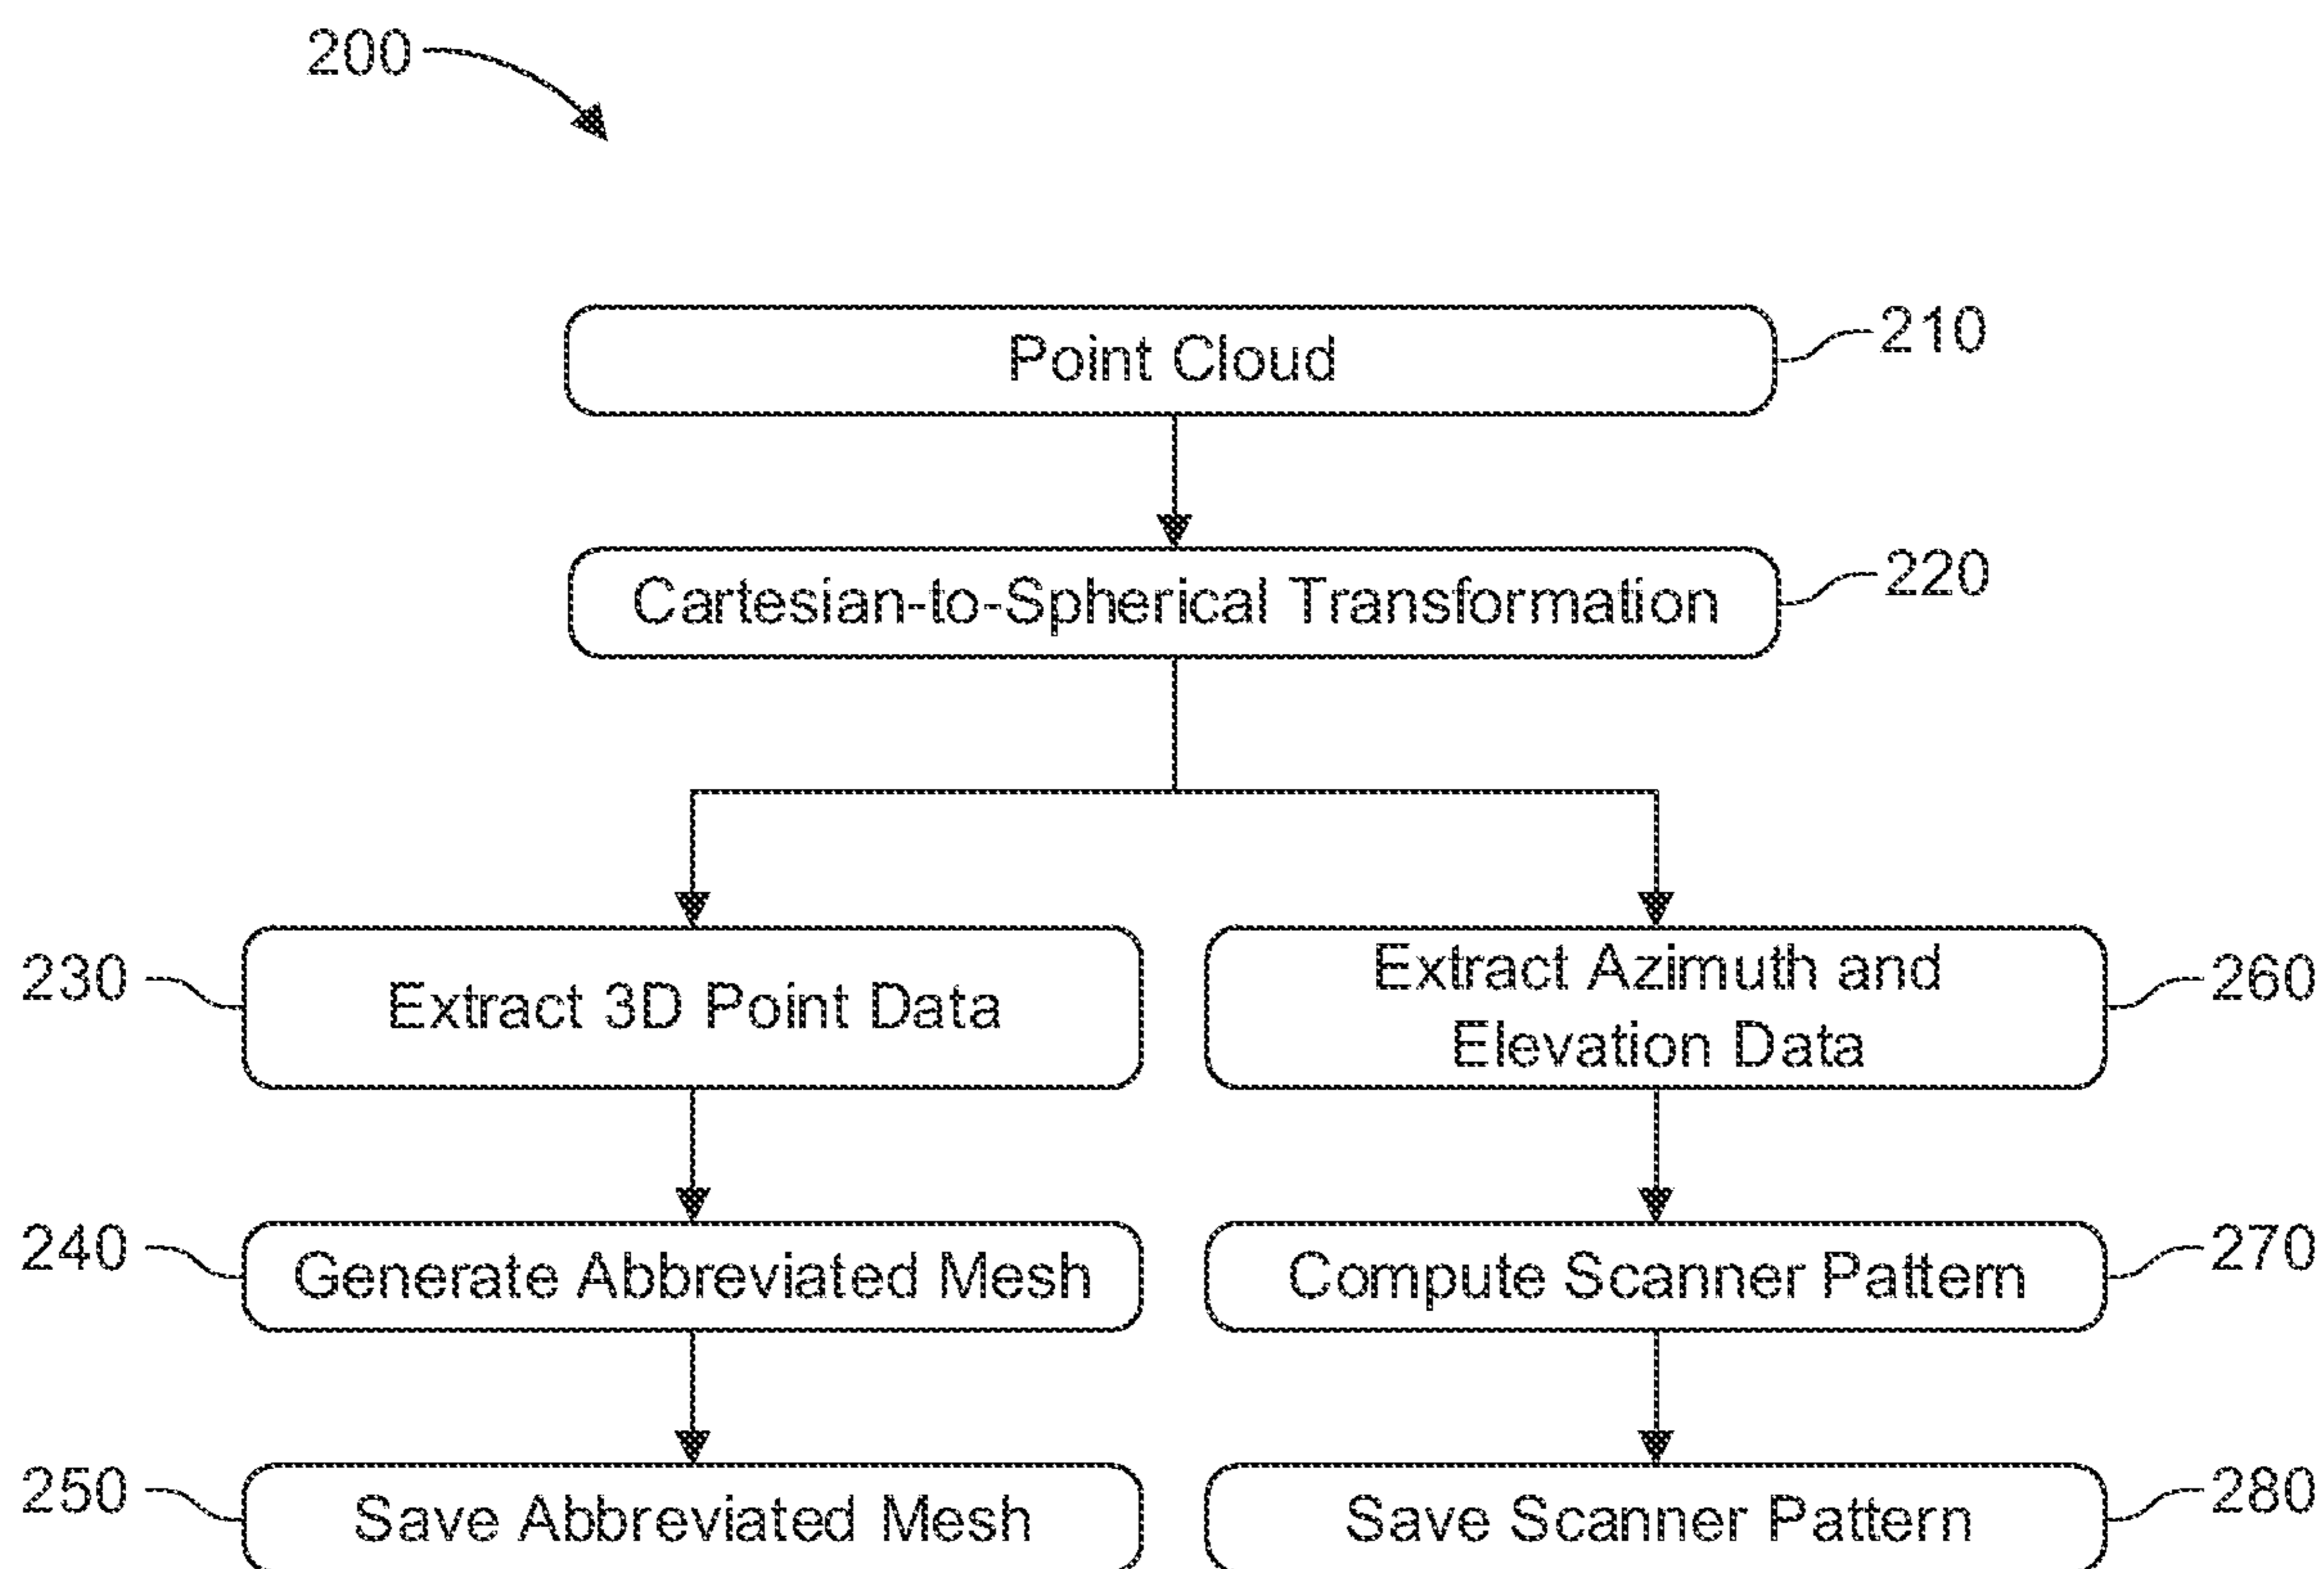 200
Point Cloud
210
Cartesian-to-Spherical Transformation
220
230
Extract 3D Point Data
Extract Azimuth and
Elevation Data
260
240
Generate Abbreviated Mesh
Compute Scanner Pattern
270
250
Save Abbreviated Mesh
Save Scanner Pattern
280